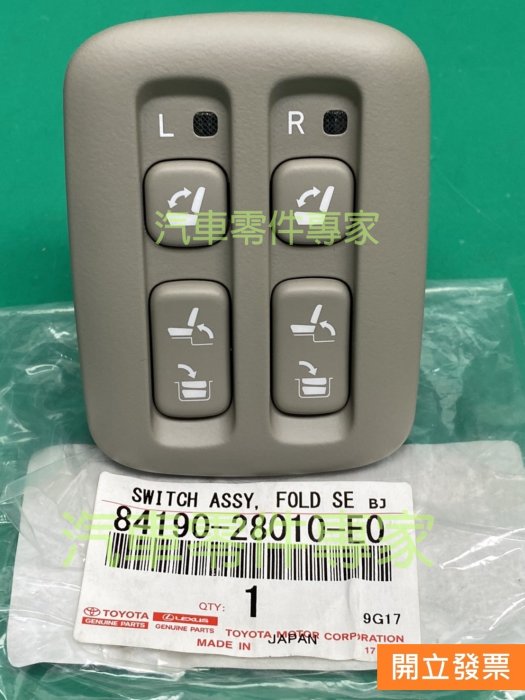 L R
汽車零件專家
SWITCH ASSY, FOLD SE BJ
84190-28010-E0
汽車零件專家
QTY: 1 9G17
TOYOTA LEXUS
GENUINE PARTS GENUINE PARTS TOYOTA MOTOR CORPORATION
MADE IN JAPAN 17
開立發票